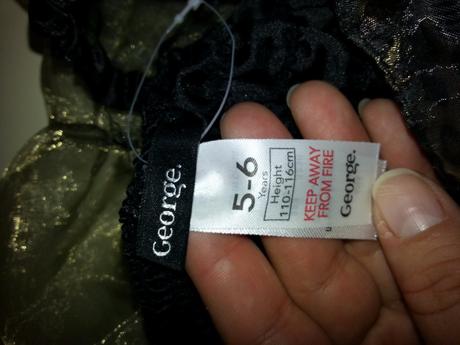 George.
5-6
Years
Height
110-116cm
KEEP AWAY
FROM FIRE
George.